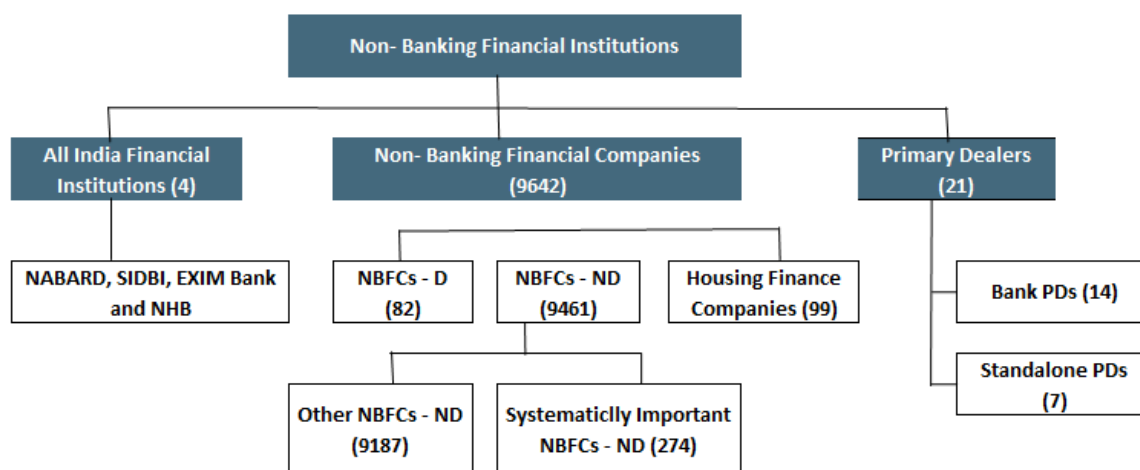 Non- Banking Financial Institutions
All India Financial
Institutions (4)
Non- Banking Financial Companies
(9642)
Primary Dealers
(21)
NABARD, SIDBI, EXIM Bank
and NHB
NBFCs - D
(82)
NBFCs - ND
(9461)
Housing Finance
Companies (99)
Bank PDs (14)
Other NBFCs - ND
(9187)
Systematiclly Important
NBFCs - ND (274)
Standalone PDs
(7)